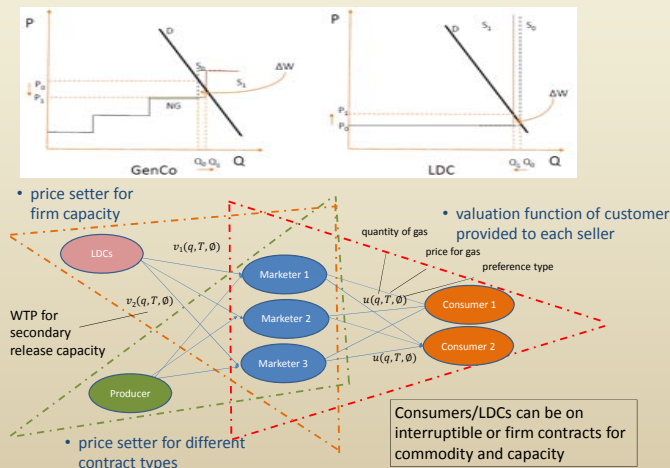 P
D
S₀
P₀
P₁
NG
S₁
ΔW
Q₀ Q₁
Q
GenCo
P
D
S₁
S₀
ΔW
P₁
P₀
Q₁ Q₀
Q
LDC
• price setter for
firm capacity
• valuation function of customer
provided to each seller
quantity of gas
price for gas
preference type
LDCs
v₁(q,T,∅)
Marketer 1
u(q,T,∅)
Consumer 1
v₂(q,T,∅)
WTP for
secondary
release capacity
Marketer 2
Consumer 2
Marketer 3
u(q,T,∅)
Producer
Consumers/LDCs can be on
interruptible or firm contracts for
commodity and capacity
• price setter for different
contract types